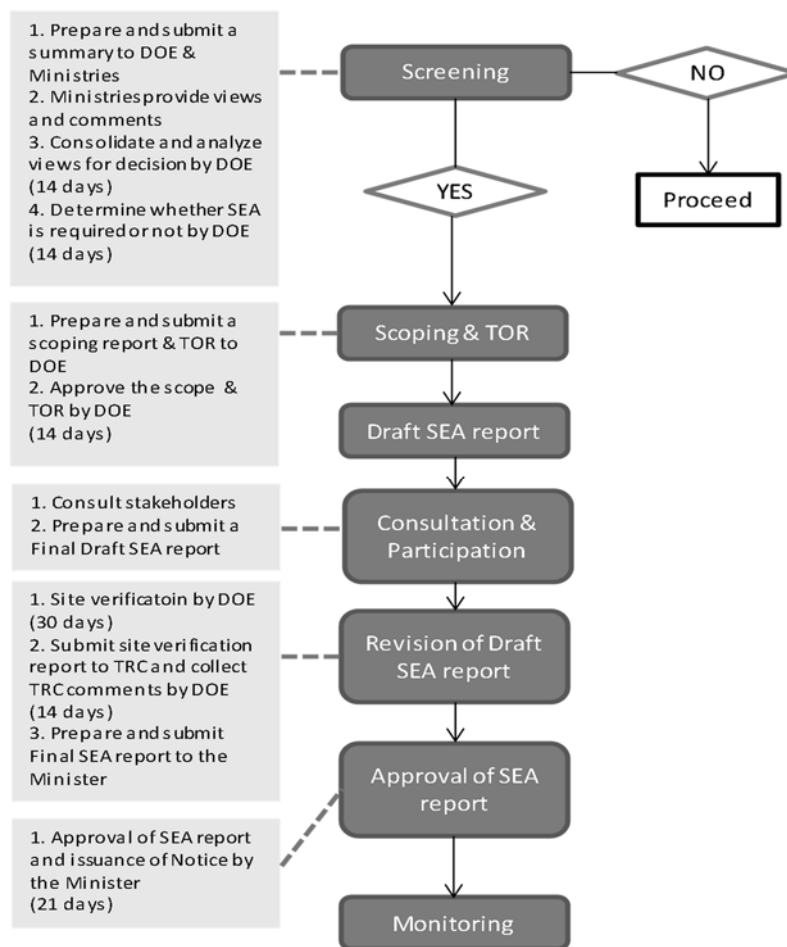 1. Prepare and submit a
summary to DOE &
Ministries
2. Ministries provide views
and comments
3. Consolidate and analyze
views for decision by DOE
(14 days)
4. Determine whether SEA
is required or not by DOE
(14 days)
Screening
NO
YES
Proceed
1. Prepare and submit a
scoping report & TOR to
DOE
2. Approve the scope &
TOR by DOE
(14 days)
Scoping & TOR
Draft SEA report
1. Consult stakeholders
2. Prepare and submit a
Final Draft SEA report
Consultation &
Participation
1. Site verificatoin by DOE
(30 days)
2. Submit site verification
report to TRC and collect
TRC comments by DOE
(14 days)
3. Prepare and submit
Final SEA report to the
Minister
Revision of Draft
SEA report
Approval of SEA
report
1. Approval of SEA report
and issuance of Notice by
the Minister
(21 days)
Monitoring